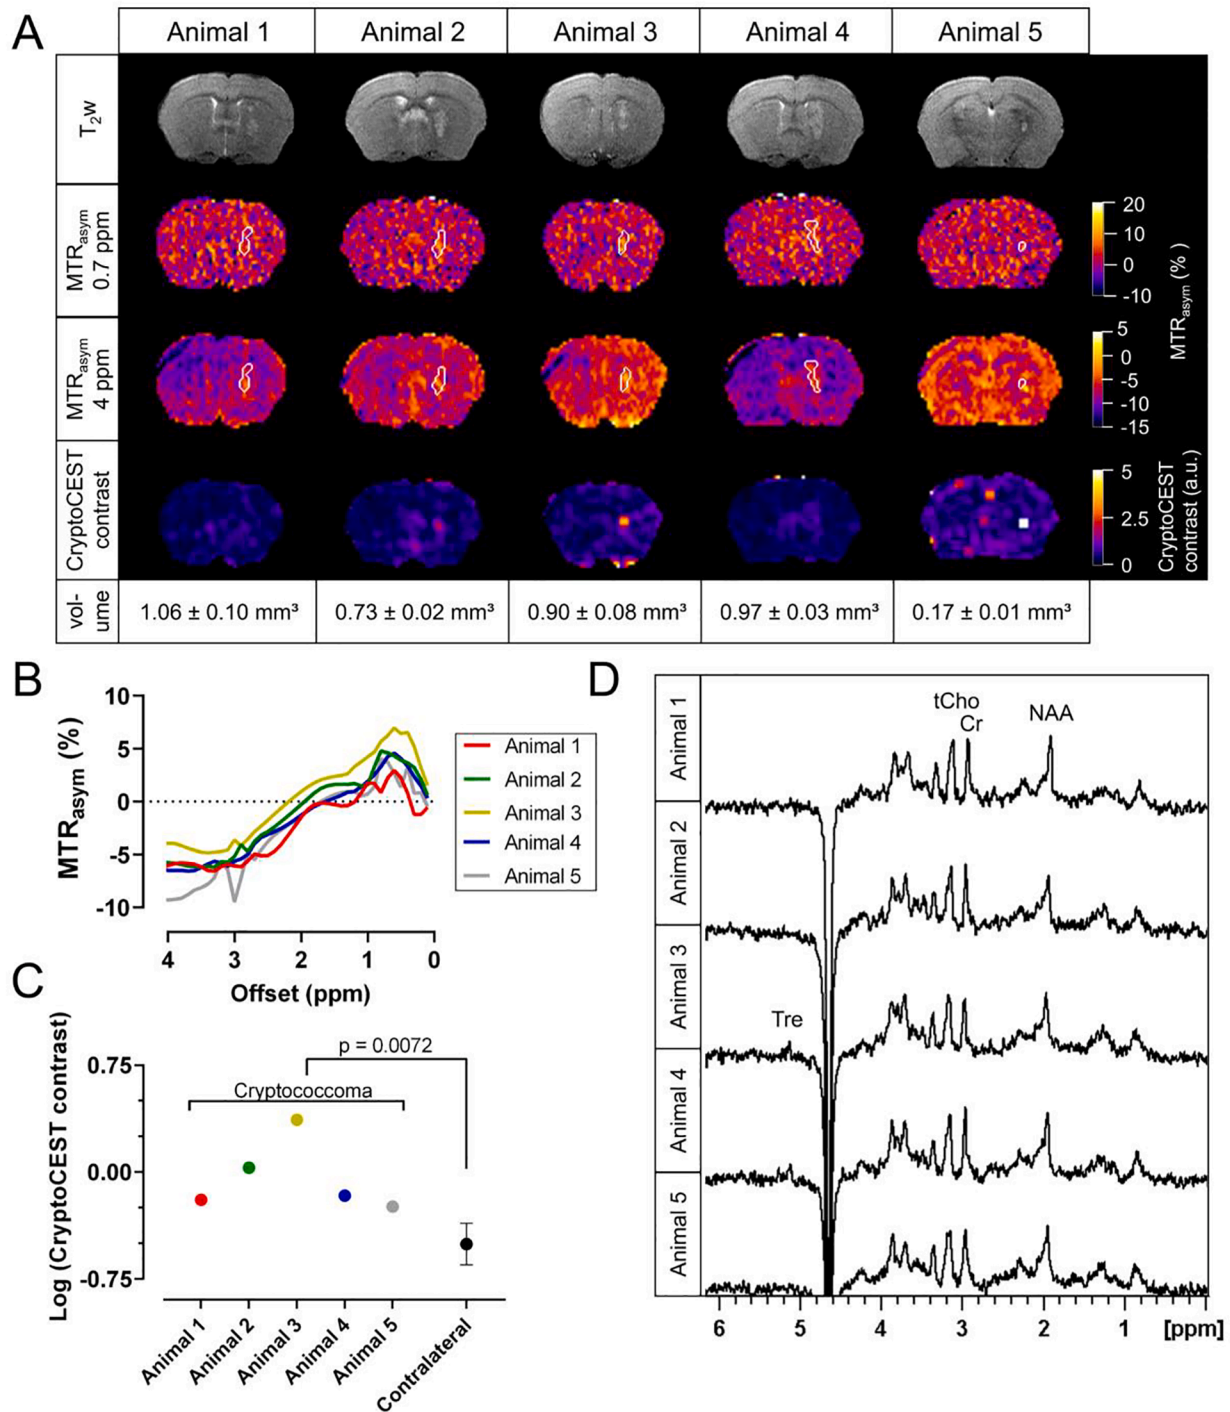 A
Animal 1 Animal 2 Animal 3 Animal 4 Animal 5
T₂w
MTRasym
0.7 ppm
20
10
0
-10
MTRasym (%)
MTRasym
4 ppm
5
0
-5
-10
-15
CryptoCEST
contrast
5
2.5
0
CryptoCEST
contrast (a.u.)
vol-
ume
1.06 ± 0.10 mm³ 0.73 ± 0.02 mm³ 0.90 ± 0.08 mm³ 0.97 ± 0.03 mm³ 0.17 ± 0.01 mm³
B
MTRasym (%)
10
5
0
-5
-10
4 3 2 1 0
Offset (ppm)
Animal 1
Animal 2
Animal 3
Animal 4
Animal 5
C
Log (CryptoCEST contrast)
0.75
0.00
-0.75
p = 0.0072
Cryptococcoma
Animal 1
Animal 2
Animal 3
Animal 4
Animal 5
Contralateral
D
Animal 1
Animal 2
Animal 3
Animal 4
Animal 5
tCho
Cr
NAA
Tre
6 5 4 3 2 1 [ppm]